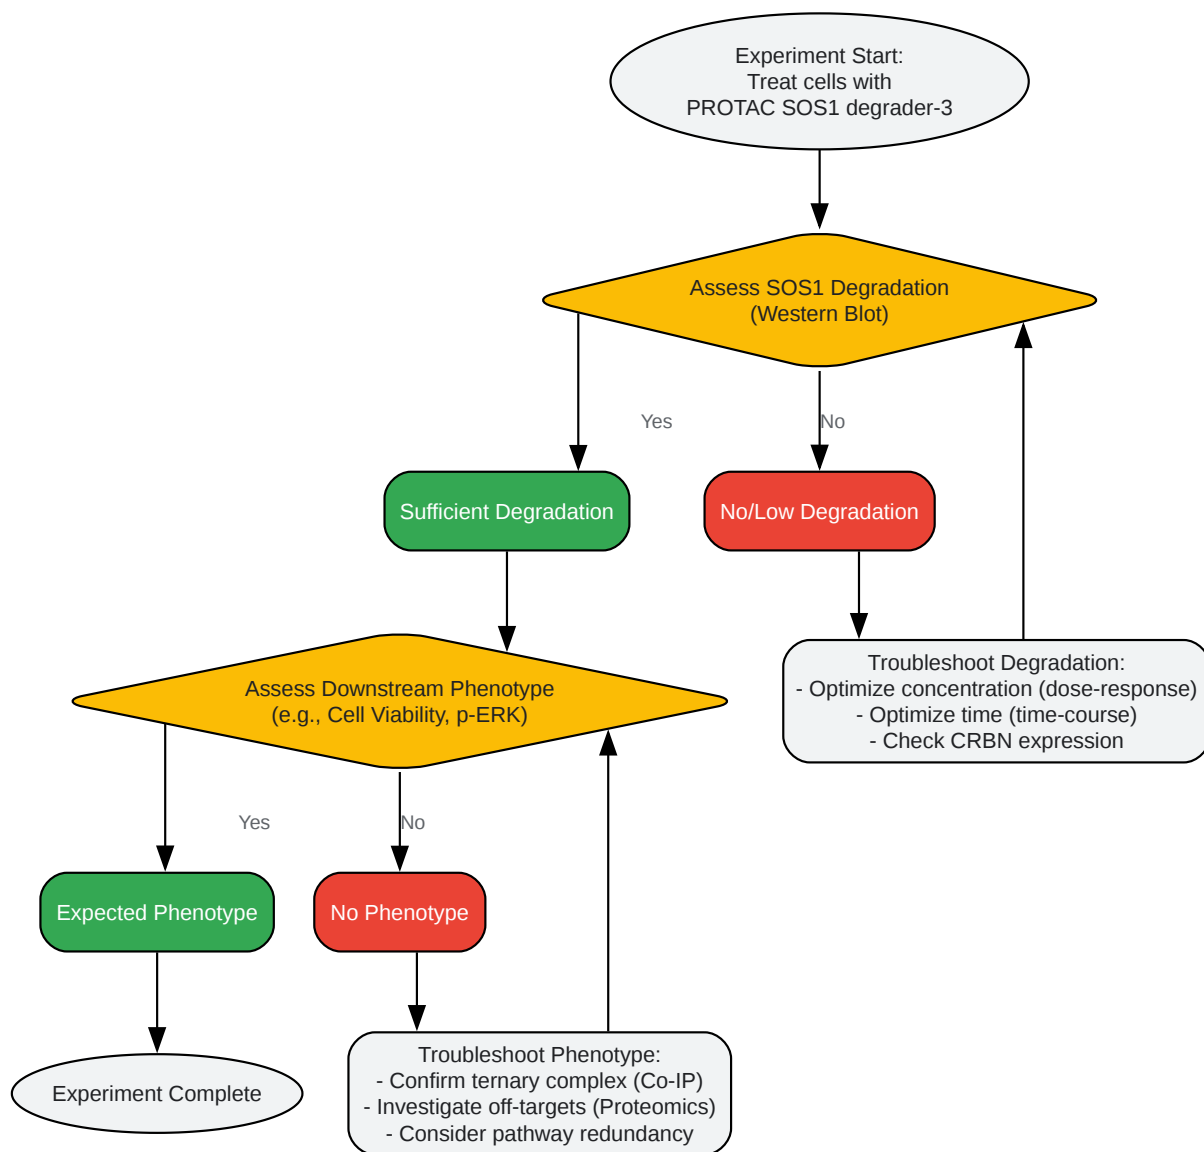 Experiment Start:
Treat cells with
PROTAC SOS1 degrader-3
Assess SOS1 Degradation
(Western Blot)
Yes
No
Sufficient Degradation
No/Low Degradation
Troubleshoot Degradation:
- Optimize concentration (dose-response)
- Optimize time (time-course)
- Check CRBN expression
Assess Downstream Phenotype
(e.g., Cell Viability, p-ERK)
Yes
No
Expected Phenotype
No Phenotype
Experiment Complete
Troubleshoot Phenotype:
- Confirm ternary complex (Co-IP)
- Investigate off-targets (Proteomics)
- Consider pathway redundancy